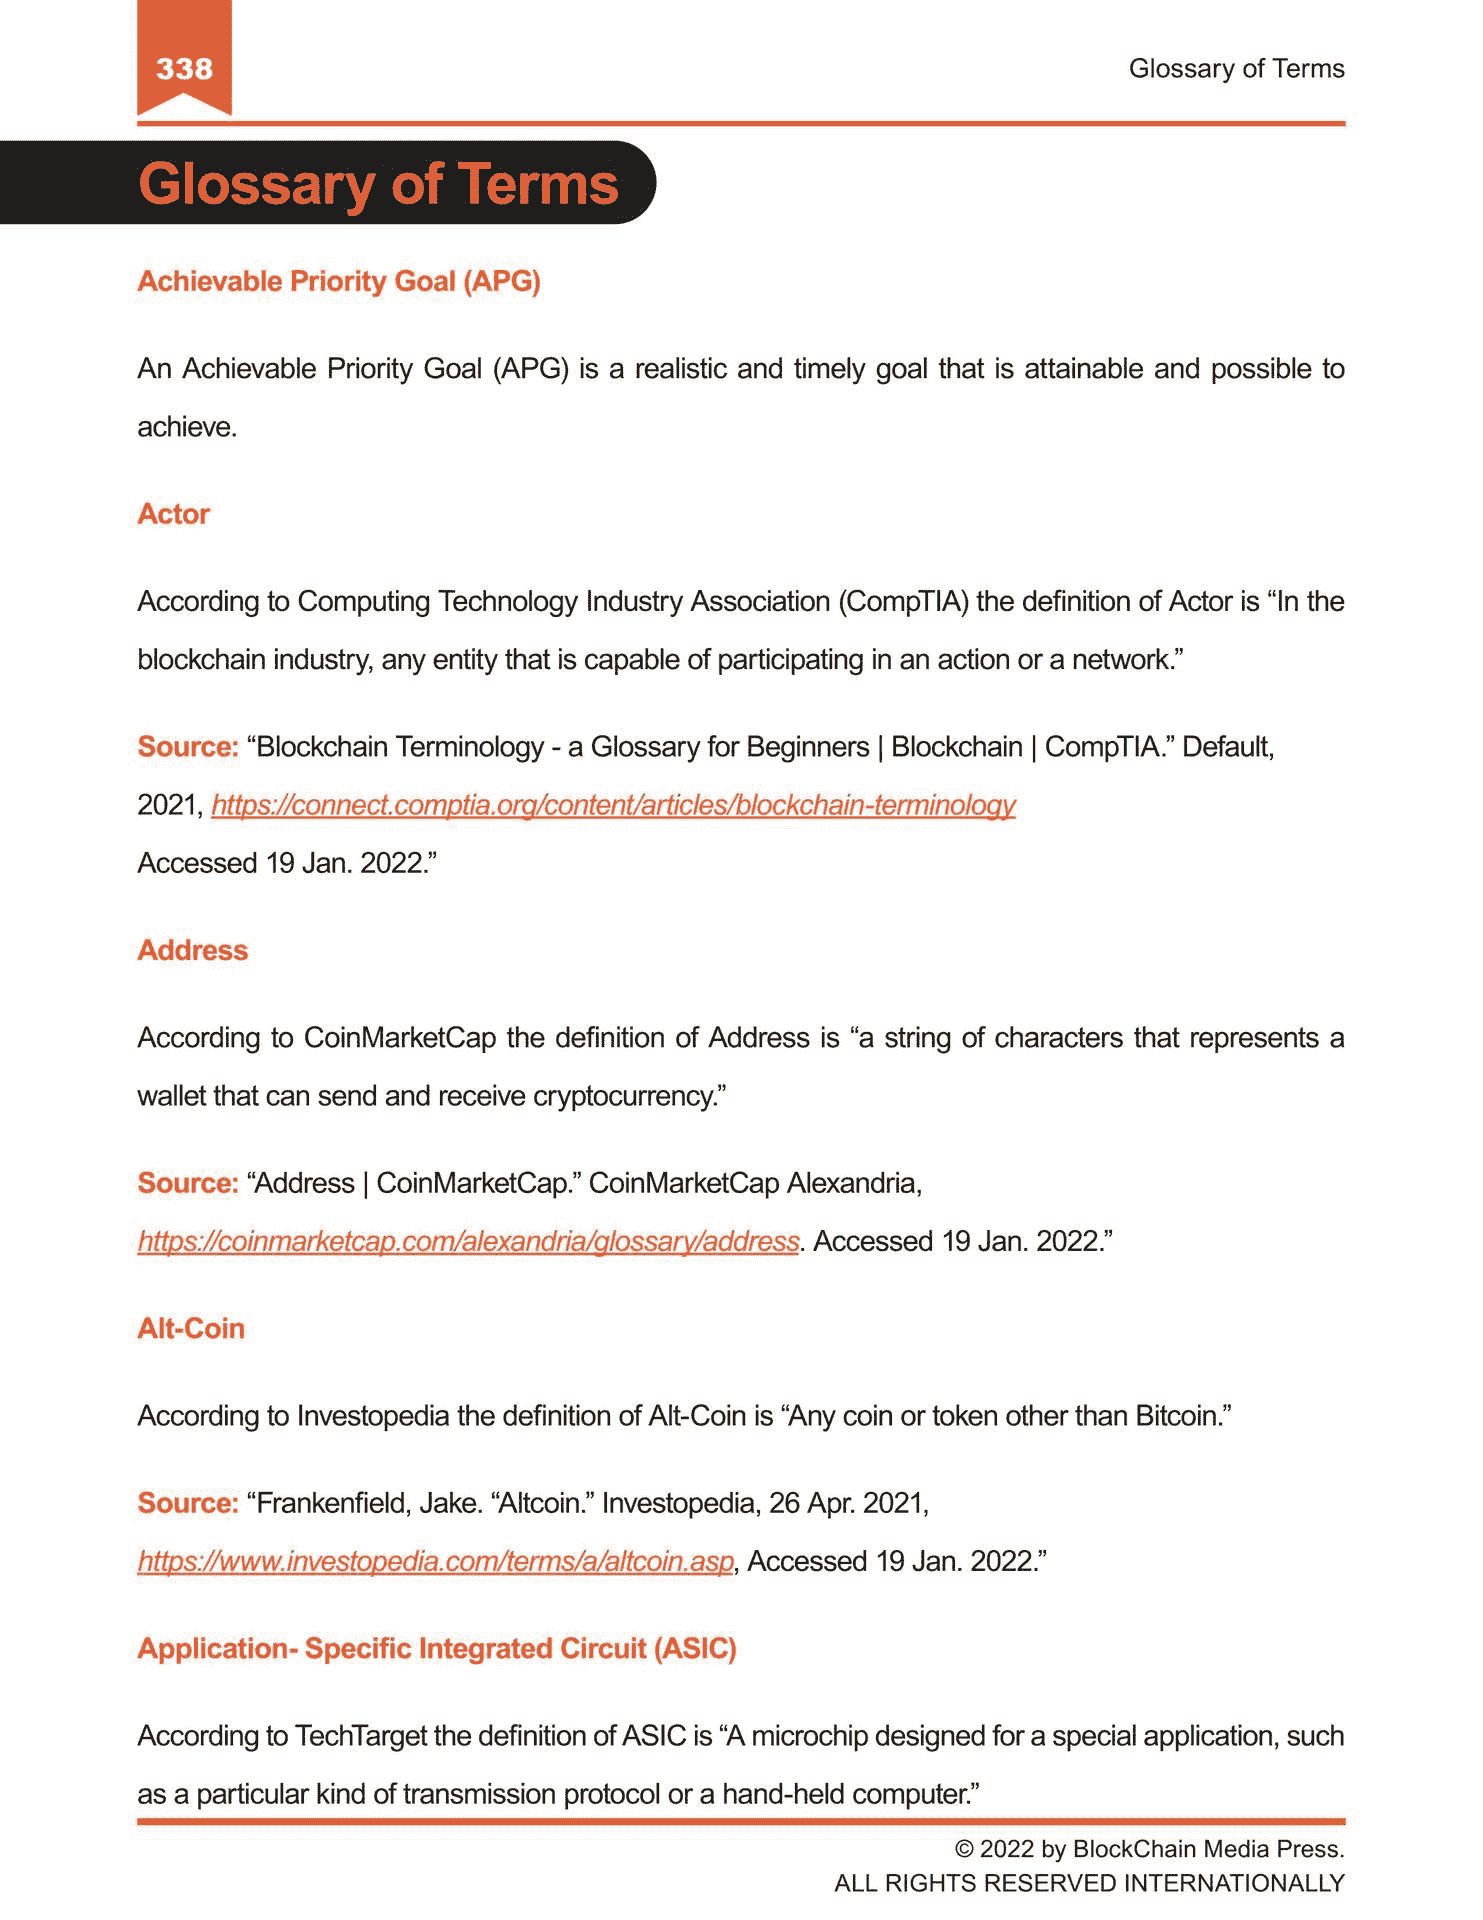 338
Glossary of Terms
Glossary of Terms
Achievable Priority Goal (APG)
An Achievable Priority Goal (APG) is a realistic and timely goal that is attainable and possible to
achieve.
Actor
According to Computing Technology Industry Association (CompTIA) the definition of Actor is “In the
blockchain industry, any entity that is capable of participating in an action or a network.”
Source: “Blockchain Terminology - a Glossary for Beginners | Blockchain | CompTIA.” Default,
2021, https://connect.comptia.org/content/articles/blockchain-terminology
Accessed 19 Jan. 2022.”
Address
According to CoinMarketCap the definition of Address is “a string of characters that represents a
wallet that can send and receive cryptocurrency.”
Source: “Address | CoinMarketCap.” CoinMarketCap Alexandria,
https://coinmarketcap.com/alexandria/glossary/address. Accessed 19 Jan. 2022.”
Alt-Coin
According to Investopedia the definition of Alt-Coin is “Any coin or token other than Bitcoin.”
Source: “Frankenfield, Jake. “Altcoin.” Investopedia, 26 Apr. 2021,
https://www.investopedia.com/terms/a/altcoin.asp, Accessed 19 Jan. 2022.”
Application- Specific Integrated Circuit (ASIC)
According to TechTarget the definition of ASIC is “A microchip designed for a special application, such
as a particular kind of transmission protocol or a hand-held computer.”
© 2022 by BlockChain Media Press.
ALL RIGHTS RESERVED INTERNATIONALLY